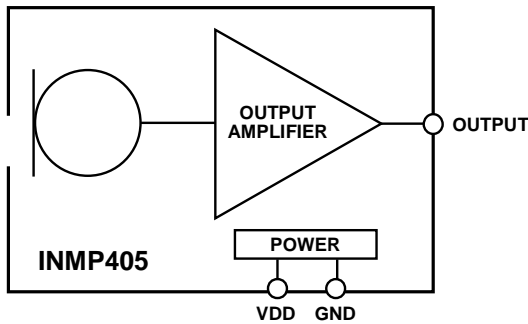 OUTPUT
AMPLIFIER
OUTPUT
POWER
INMP405
VDD GND